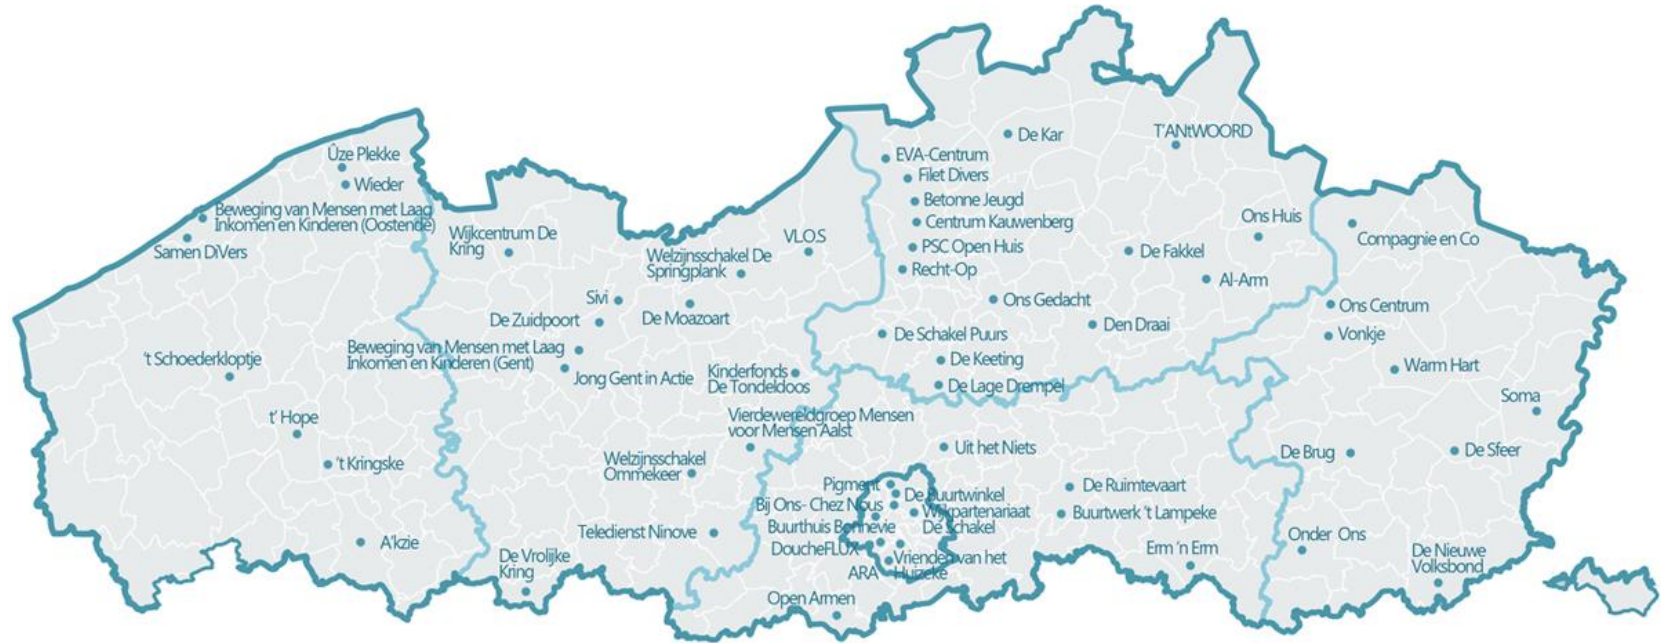 Ûze Plekke
Wieder
Beweging van Mensen met Laag
Inkomen en Kinderen (Oostende)
Samen DiVers
't Schoederkloptje
t' Hope
't Kringske
A'kzie
Wijkcentrum De
Kring
VLOS
Welzijnsschakel De
Springplank
Sivi
De Moazoart
De Zuidpoort
Beweging van Mensen met Laag
Inkomen en Kinderen (Gent)
Jong Gent in Actie
Kinderfonds
De Tondeldoos
Vierdewereldgroep Mensen
voor Mensen Aalst
Welzijnsschakel
Ommekeer
Teledienst Ninove
De Vrolijke
Kring
De Kar
T'ANtWOORD
EVA-Centrum
Filet Divers
Betonne Jeugd
Centrum Kauwenberg
PSC Open Huis
Recht-Op
Ons Huis
De Fakkel
Al-Arm
Ons Gedacht
Den Draai
De Schakel Puurs
De Keeting
De Lage Drempel
Uit het Niets
Pigment
De Buurtwinkel
Bij Ons- Chez Nous
Wijkpartenariaat
De Schakel
Buurthuis Bonnevie
DoucheFLUX
Vrienden van het
Huizeke
ARA
Open Armen
De Ruimtevaart
Buurtwerk 't Lampeke
Erm 'n Erm
Compagnie en Co
Ons Centrum
Vonkje
Warm Hart
Soma
De Brug
De Sfeer
Onder Ons
De Nieuwe
Volksbond